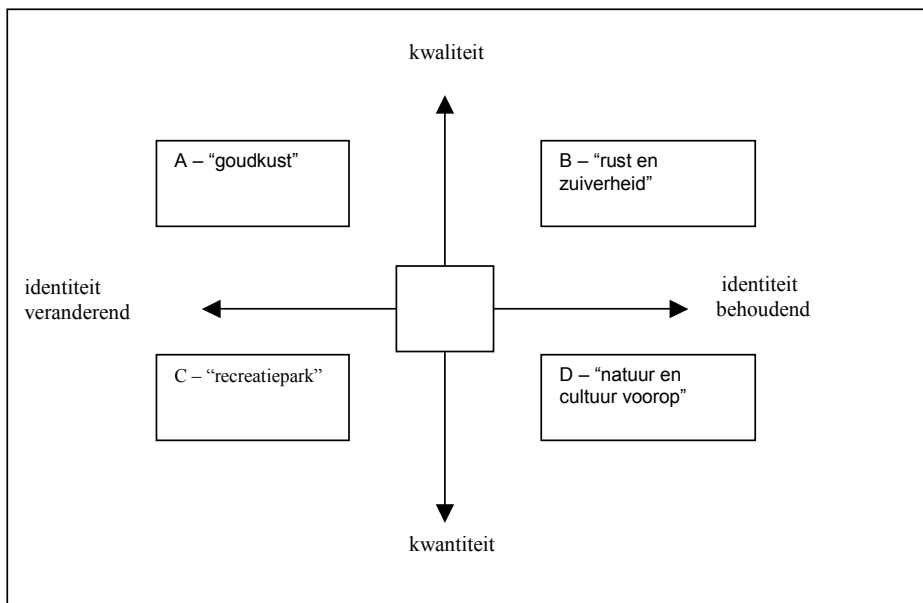 kwaliteit
A – “goudkust”
B – “rust en
zuiverheid”
identiteit
veranderend
identiteit
behoudend
C – “recreatiepark”
D – “natuur en
cultuur voorop”
kwantiteit